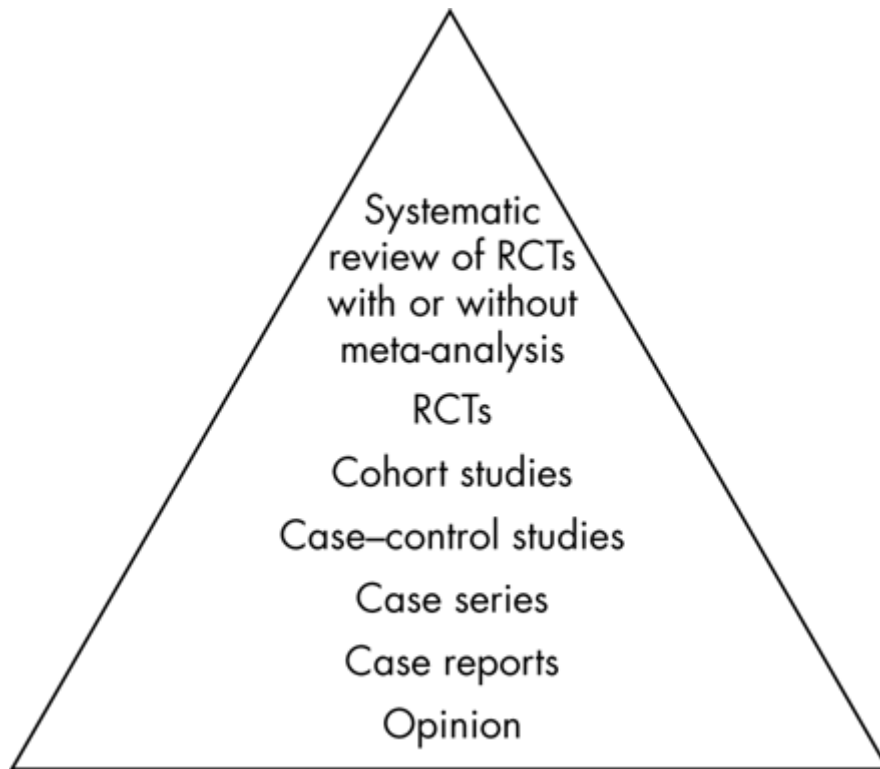 Systematic
review of RCTs
with or without
meta-analysis
RCTs
Cohort studies
Case–control studies
Case series
Case reports
Opinion